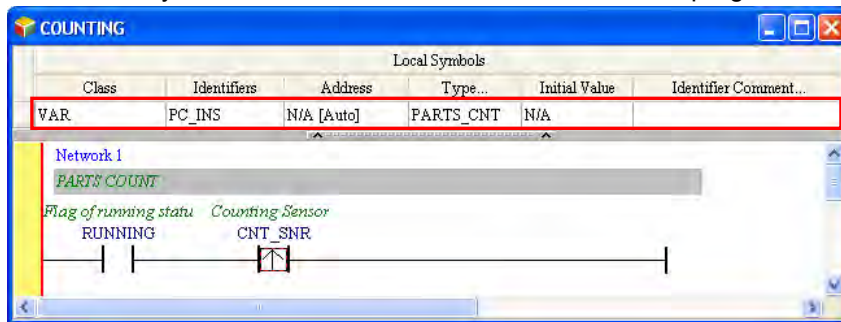 COUNTING
Local Symbols
Class Identifiers Address Type... Initial Value Identifier Comment...
VAR PC_INS N/A [Auto] PARTS_CNT N/A
Network 1
PARTS COUNT
Flag of running statu Counting Sensor
RUNNING CNT_SNR